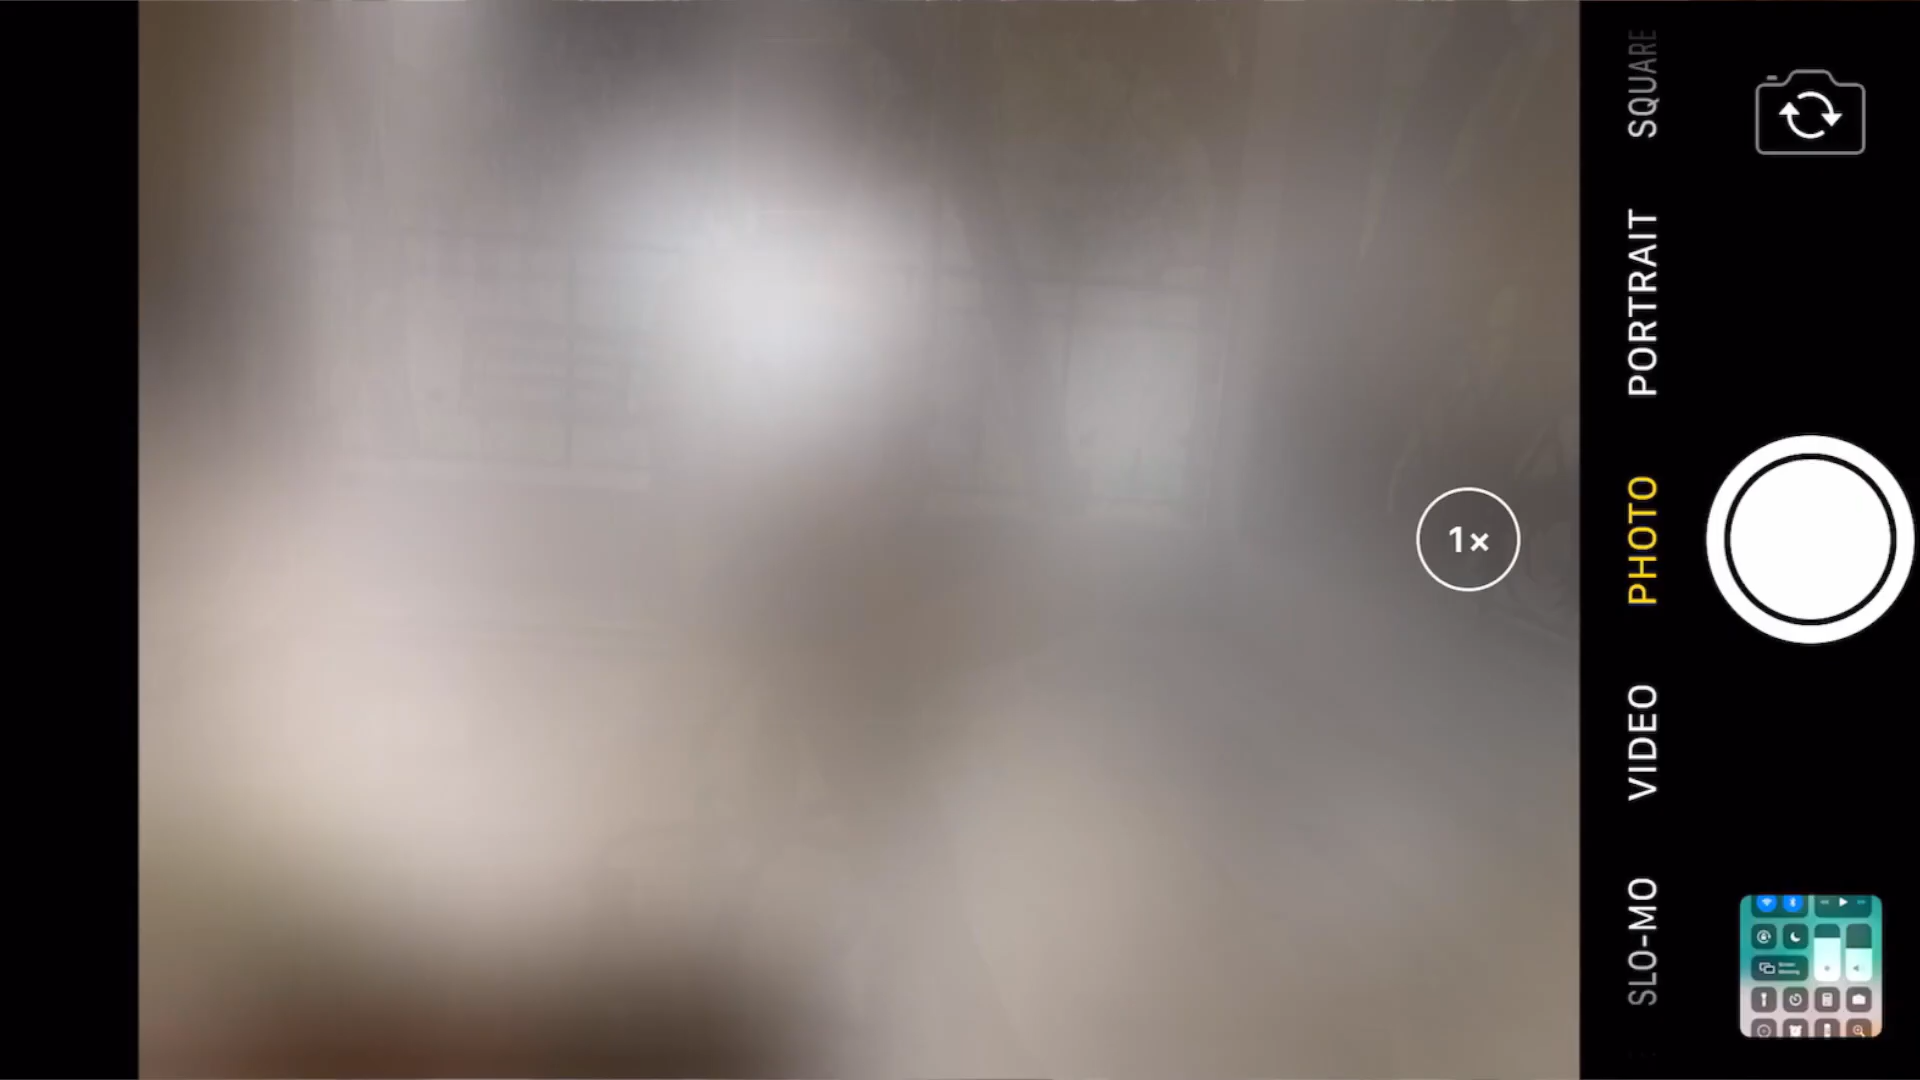 SQUARE
PORTRAIT
PHOTO
VIDEO
SLO-MO
1×